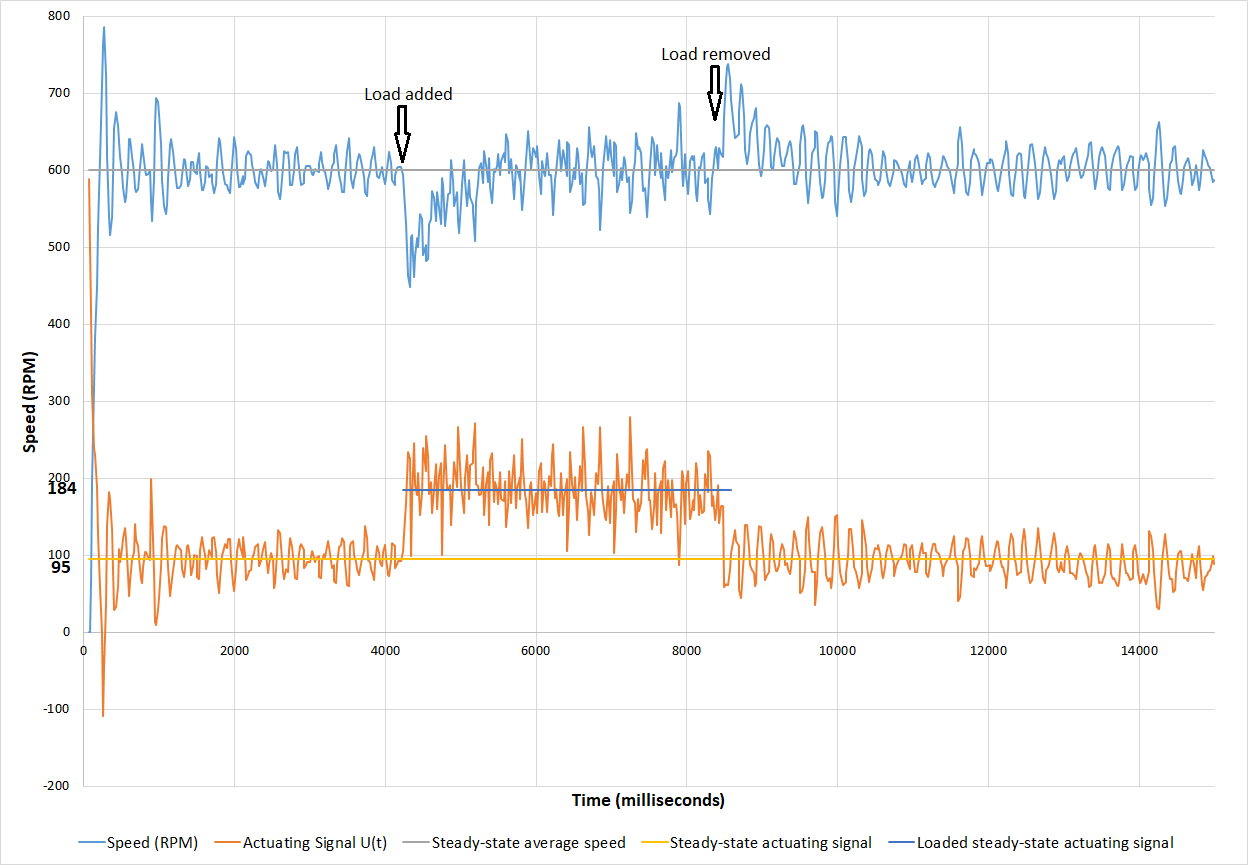 800
Load removed
700
Load added
600
500
400
300
200
184
100
95
0
0 2000 4000 6000 8000 10000 12000 14000
-100
-200
Speed (RPM)
Time (milliseconds)
Speed (RPM) Actuating Signal U(t) Steady-state average speed Steady-state actuating signal Loaded steady-state actuating signal